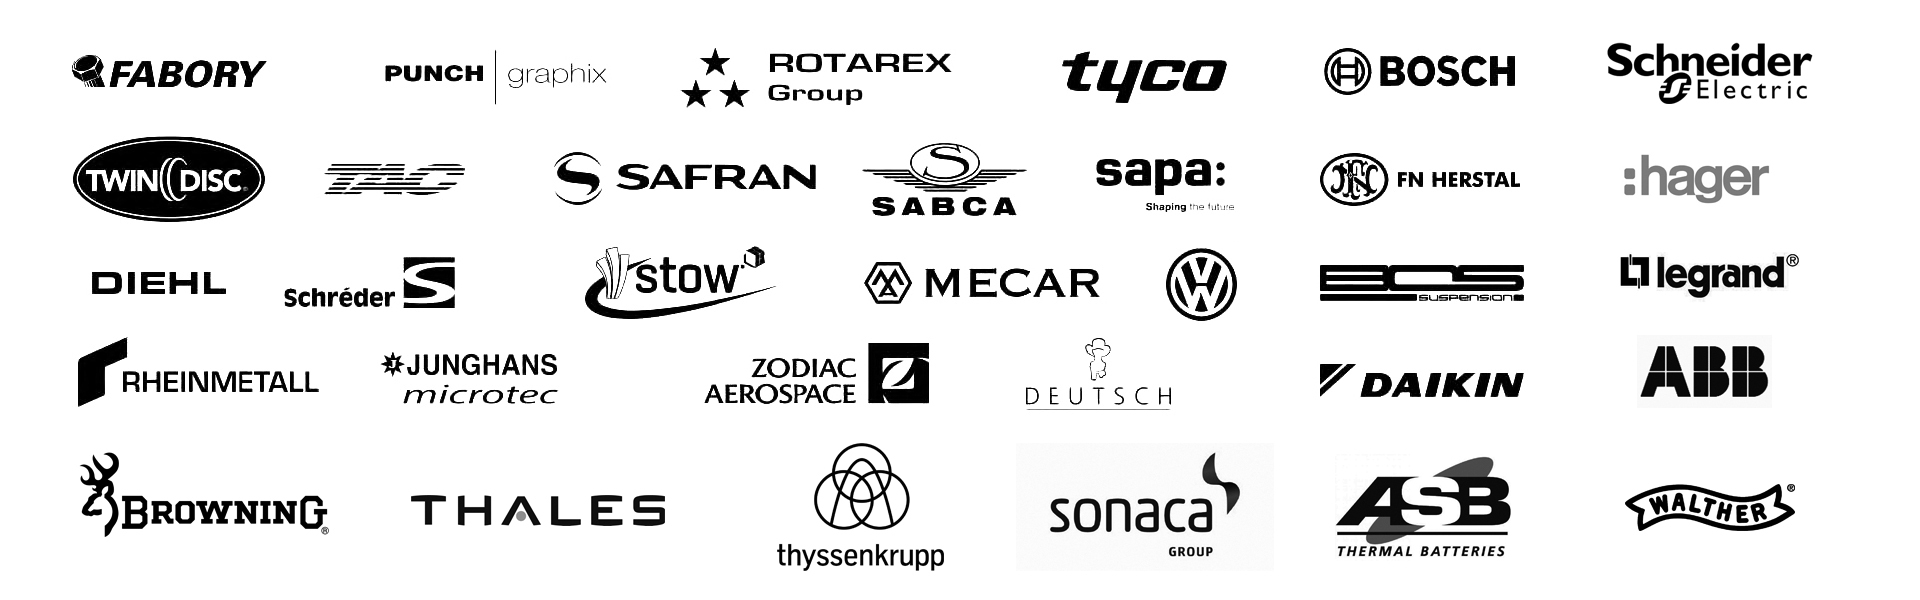 FABORY
PUNCH graphix
ROTAREX
Group
tyco
BOSCH
Schneider
Electric
TWIN DISC
TAC
S SAFRAN
S
SABCA
sapa:
Shaping the future
FN FN HERSTAL
:hager
DIEHL
Schréder S
stow
MECAR
VW
BOS
SUSPENSION
legrand®
RHEINMETALL
J JUNGHANS
microtec
ZODIAC
AEROSPACE
Z
DEUTSCH
DAIKIN
ABB
BROWNING®
THALES
thyssenkrupp
sonaca
GROUP
ASB
THERMAL BATTERIES
WALTHER®